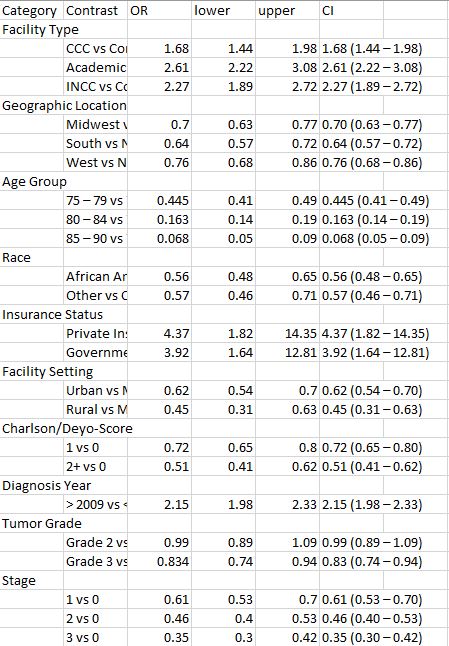 Category Contrast OR lower upper CI
Facility Type
CCC vs Co 1.68 1.44 1.98 1.68 (1.44 – 1.98)
Academic 2.61 2.22 3.08 2.61 (2.22 – 3.08)
INCC vs Co 2.27 1.89 2.72 2.27 (1.89 – 2.72)
Geographic Location
Midwest v 0.7 0.63 0.77 0.70 (0.63 – 0.77)
South vs N 0.64 0.57 0.72 0.64 (0.57 – 0.72)
West vs N 0.76 0.68 0.86 0.76 (0.68 – 0.86)
Age Group
75 – 79 vs 0.445 0.41 0.49 0.445 (0.41 – 0.49)
80 – 84 vs 0.163 0.14 0.19 0.163 (0.14 – 0.19)
85 – 90 vs 0.068 0.05 0.09 0.068 (0.05 – 0.09)
Race
African Ar 0.56 0.48 0.65 0.56 (0.48 – 0.65)
Other vs C 0.57 0.46 0.71 0.57 (0.46 – 0.71)
Insurance Status
Private Ins 4.37 1.82 14.35 4.37 (1.82 – 14.35)
Governme 3.92 1.64 12.81 3.92 (1.64 – 12.81)
Facility Setting
Urban vs M 0.62 0.54 0.7 0.62 (0.54 – 0.70)
Rural vs M 0.45 0.31 0.63 0.45 (0.31 – 0.63)
Charlson/Deyo-Score
1 vs 0 0.72 0.65 0.8 0.72 (0.65 – 0.80)
2+ vs 0 0.51 0.41 0.62 0.51 (0.41 – 0.62)
Diagnosis Year
> 2009 vs < 2.15 1.98 2.33 2.15 (1.98 – 2.33)
Tumor Grade
Grade 2 vs 0.99 0.89 1.09 0.99 (0.89 – 1.09)
Grade 3 vs 0.834 0.74 0.94 0.83 (0.74 – 0.94)
Stage
1 vs 0 0.61 0.53 0.7 0.61 (0.53 – 0.70)
2 vs 0 0.46 0.4 0.53 0.46 (0.40 – 0.53)
3 vs 0 0.35 0.3 0.42 0.35 (0.30 – 0.42)